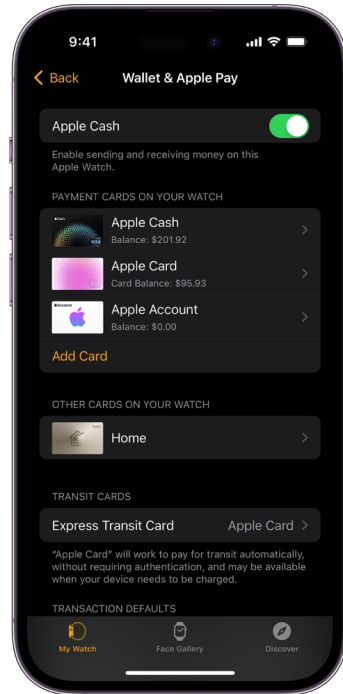 9:41
Back
Wallet & Apple Pay
Apple Cash
Enable sending and receiving money on this
Apple Watch.
PAYMENT CARDS ON YOUR WATCH
Cash
VISA
Apple Cash
Balance: $201.92
Apple Card
Card Balance: $95.93
Account
Apple Account
Balance: $0.00
Add Card
OTHER CARDS ON YOUR WATCH
Home
TRANSIT CARDS
Express Transit Card
Apple Card
“Apple Card” will work to pay for transit automatically,
without requiring authentication, and may be available
when your device needs to be charged.
TRANSACTION DEFAULTS
My Watch
Face Gallery
Discover